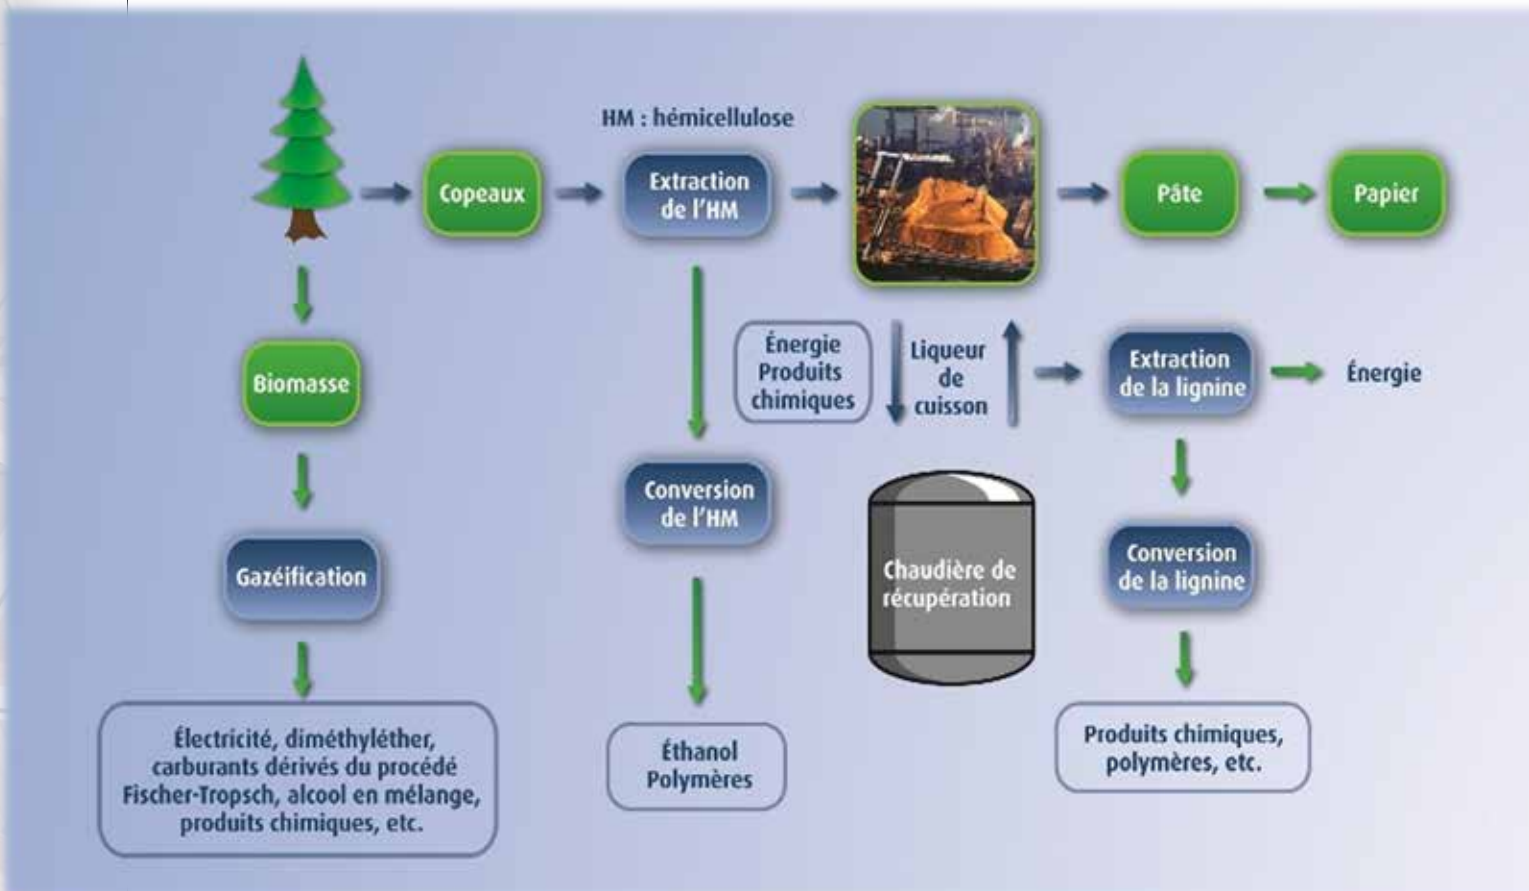 HM : hémicellulose
Copeaux
Extraction
de l'HM
Pâte
Papier
Biomasse
Énergie
Produits
chimiques
Liqueur
de
cuisson
Extraction
de la lignine
Énergie
Conversion
de l'HM
Gazéification
Chaudière de
récupération
Conversion
de la lignine
Électricité, diméthyléther,
carburants dérivés du procédé
Fischer-Tropsch, alcool en mélange,
produits chimiques, etc.
Éthanol
Polymères
Produits chimiques,
polymères, etc.